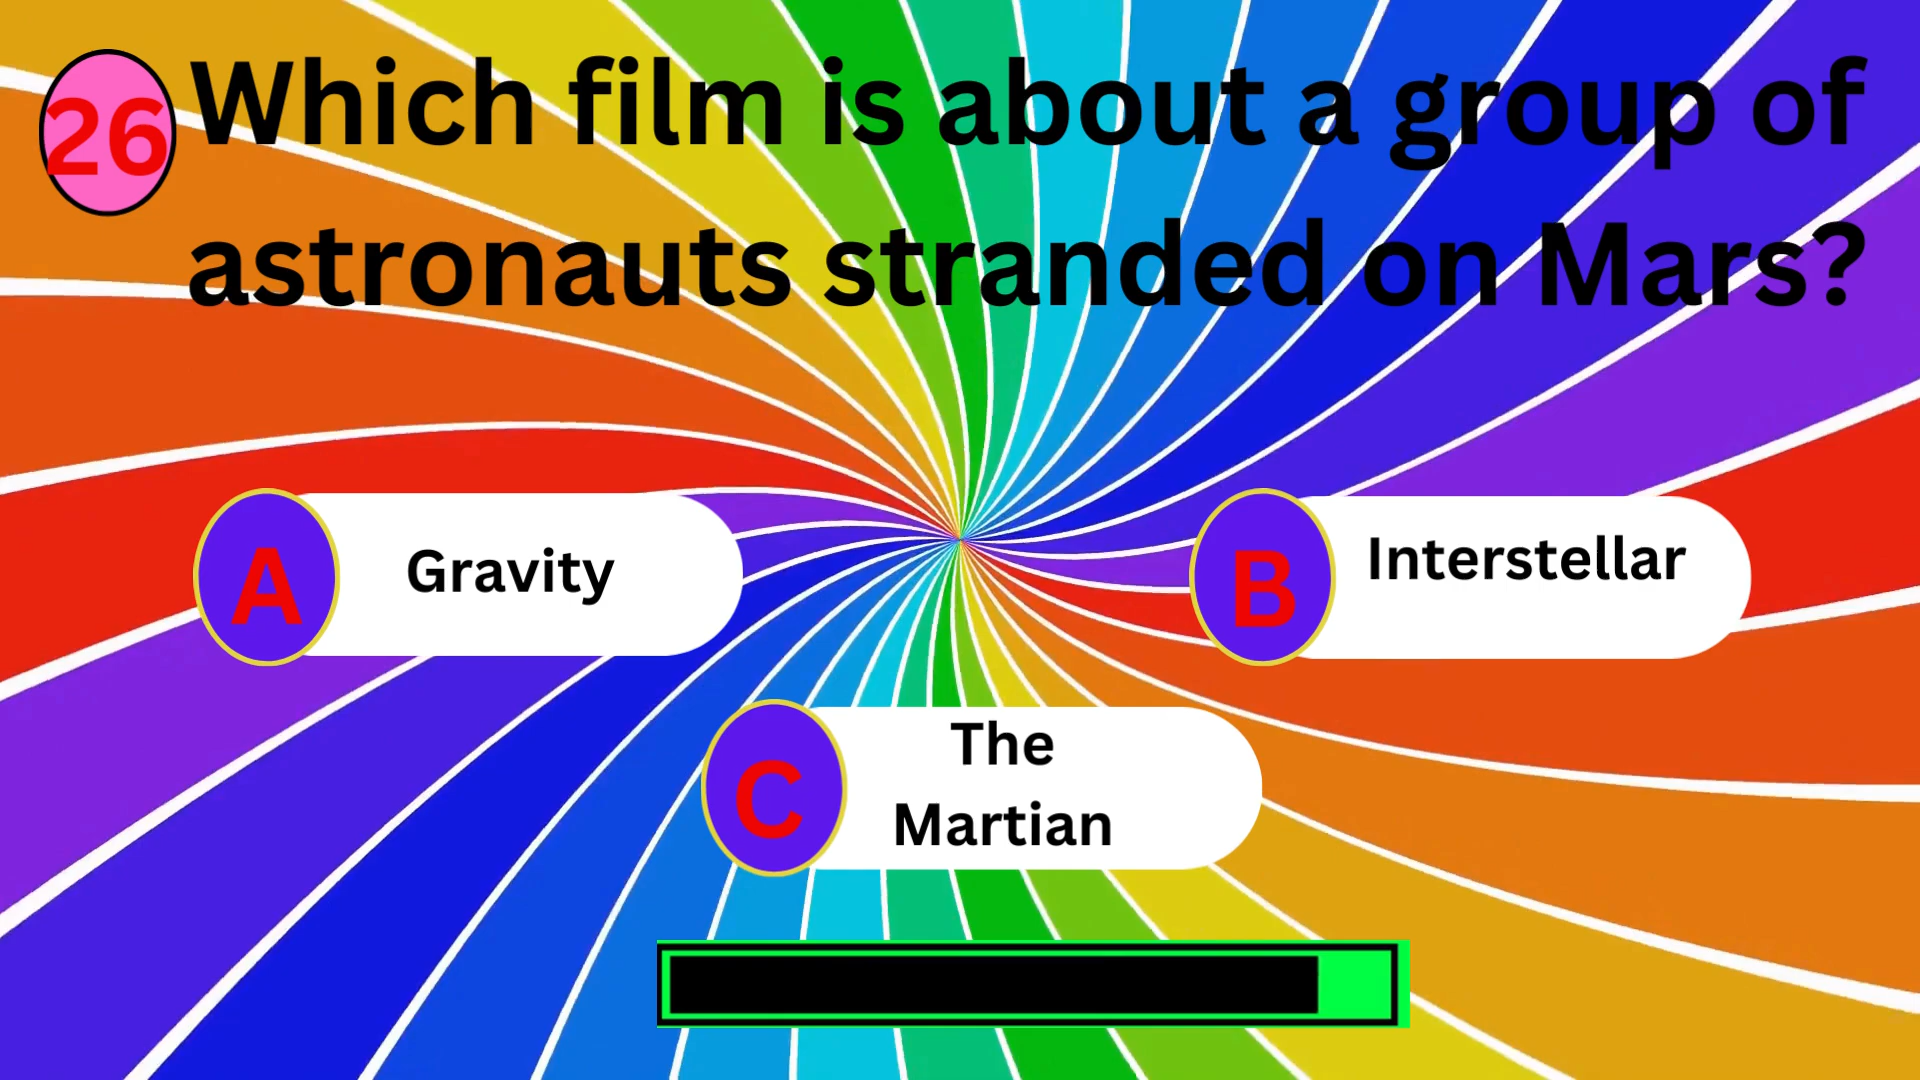 26 Which film is about a group of
astronauts stranded on Mars?
A Gravity
B Interstellar
C The
Martian